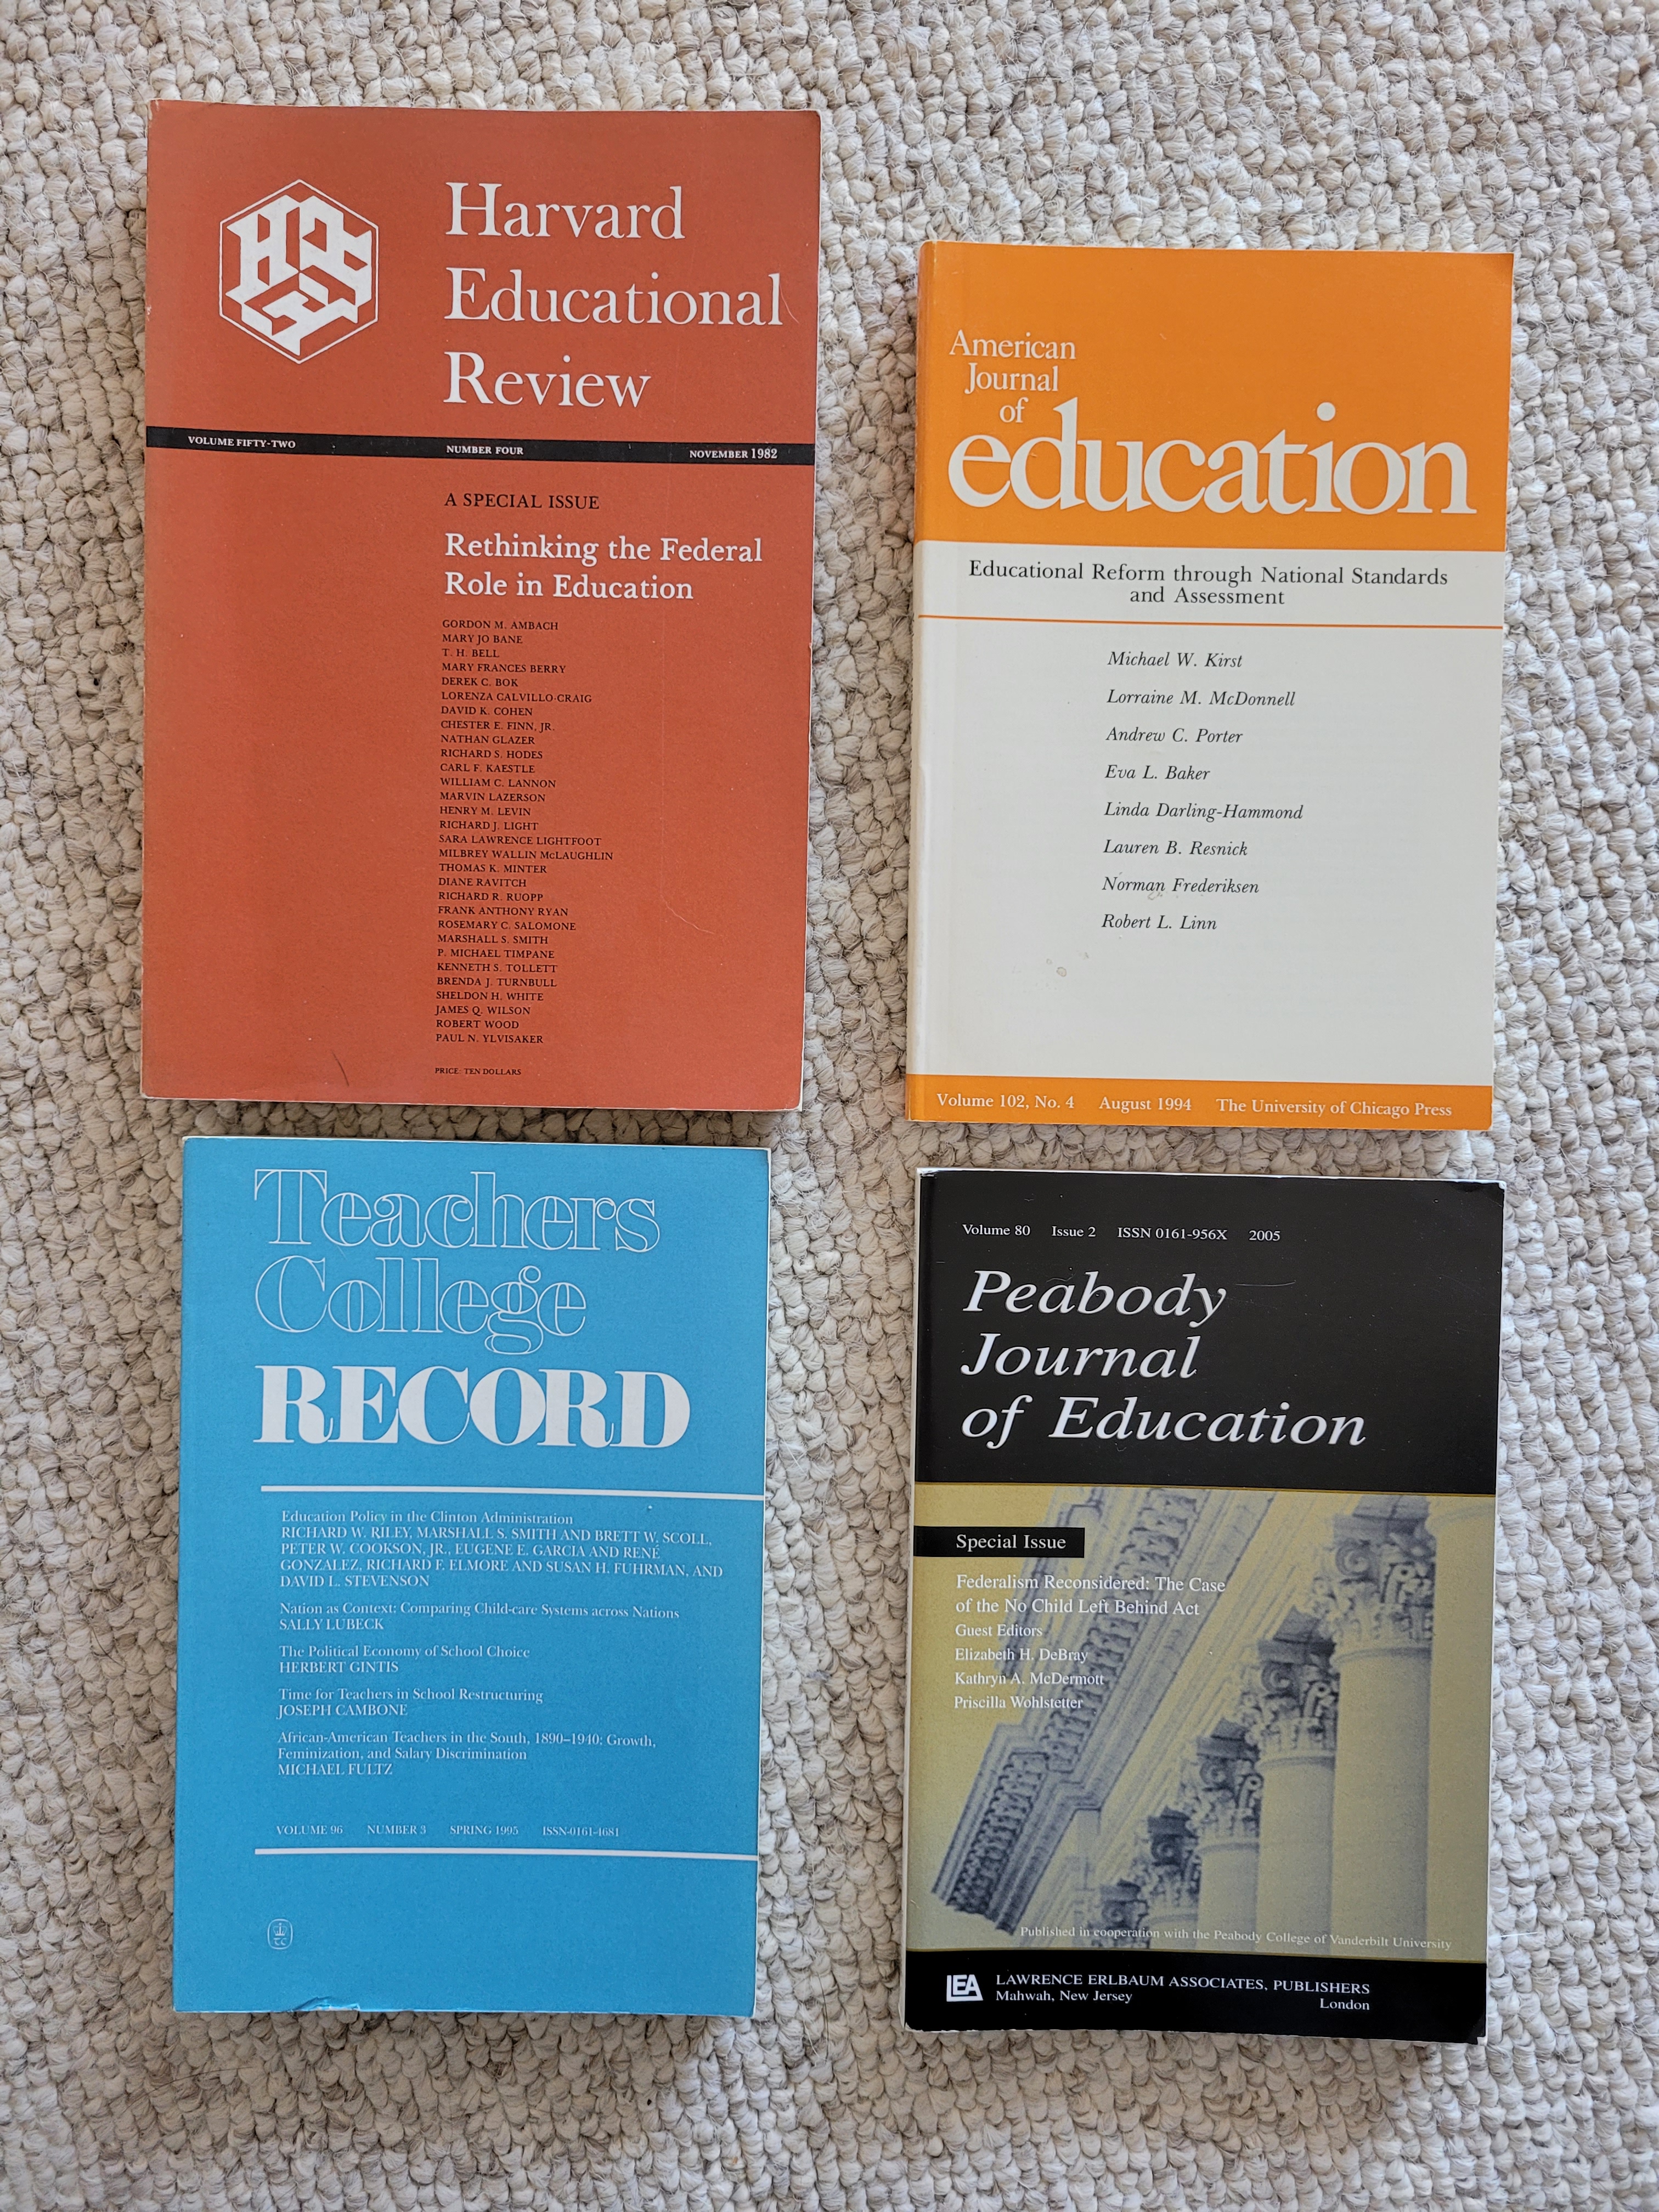 Harvard
Educational
Review
VOLUME FIFTY-TWO NUMBER FOUR NOVEMBER 1982
A SPECIAL ISSUE
Rethinking the Federal
Role in Education
GORDON M. AMBACH
MARY JO BANE
T. H. BELL
MARY FRANCES BERRY
DEREK C. BOK
LORENZA CALVILLO-CRAIG
DAVID K. COHEN
CHESTER E. FINN, JR.
NATHAN GLAZER
RICHARD S. HODES
CARL F. KAESTLE
WILLIAM C. LANNON
MARVIN LAZERSON
HENRY M. LEVIN
RICHARD J. LIGHT
SARA LAWRENCE LIGHTFOOT
MILBREY WALLIN McLAUGHLIN
THOMAS K. MINTER
DIANE RAVITCH
RICHARD R. RUOPP
FRANK ANTHONY RYAN
ROSEMARY C. SALOMONE
MARSHALL S. SMITH
P. MICHAEL TIMPANE
KENNETH S. TOLLETT
BRENDA J. TURNBULL
SHELDON H. WHITE
JAMES Q. WILSON
ROBERT WOOD
PAUL N. YLVISAKER
PRICE: TEN DOLLARS
American
Journal
of
education
Educational Reform through National Standards
and Assessment
Michael W. Kirst
Lorraine M. McDonnell
Andrew C. Porter
Eva L. Baker
Linda Darling-Hammond
Lauren B. Resnick
Norman Frederiksen
Robert L. Linn
Volume 102, No. 4 August 1994 The University of Chicago Press
Teachers
College
RECORD
Education Policy in the Clinton Administration
RICHARD W. RILEY, MARSHALL S. SMITH AND BRETT W. SCOLL,
PETER W. COOKSON, JR., EUGENE E. GARCIA AND RENÉ
GONZALEZ, RICHARD F. ELMORE AND SUSAN H. FUHRMAN, AND
DAVID L. STEVENSON
Nation as Context: Comparing Child-care Systems across Nations
SALLY LUBECK
The Political Economy of School Choice
HERBERT GINTIS
Time for Teachers in School Restructuring
JOSEPH CAMBONE
African-American Teachers in the South, 1890–1940: Growth,
Feminization, and Salary Discrimination
MICHAEL FULTZ
VOLUME 96 NUMBER 3 SPRING 1995 ISSN-0161-4681
TC
Volume 80 Issue 2 ISSN 0161-956X 2005
Peabody
Journal
of Education
Special Issue
Federalism Reconsidered: The Case
of the No Child Left Behind Act
Guest Editors
Elizabeth H. DeBray
Kathryn A. McDermott
Priscilla Wohlstetter
Published in cooperation with the Peabody College of Vanderbilt University
LEA LAWRENCE ERLBAUM ASSOCIATES, PUBLISHERS
Mahwah, New Jersey London